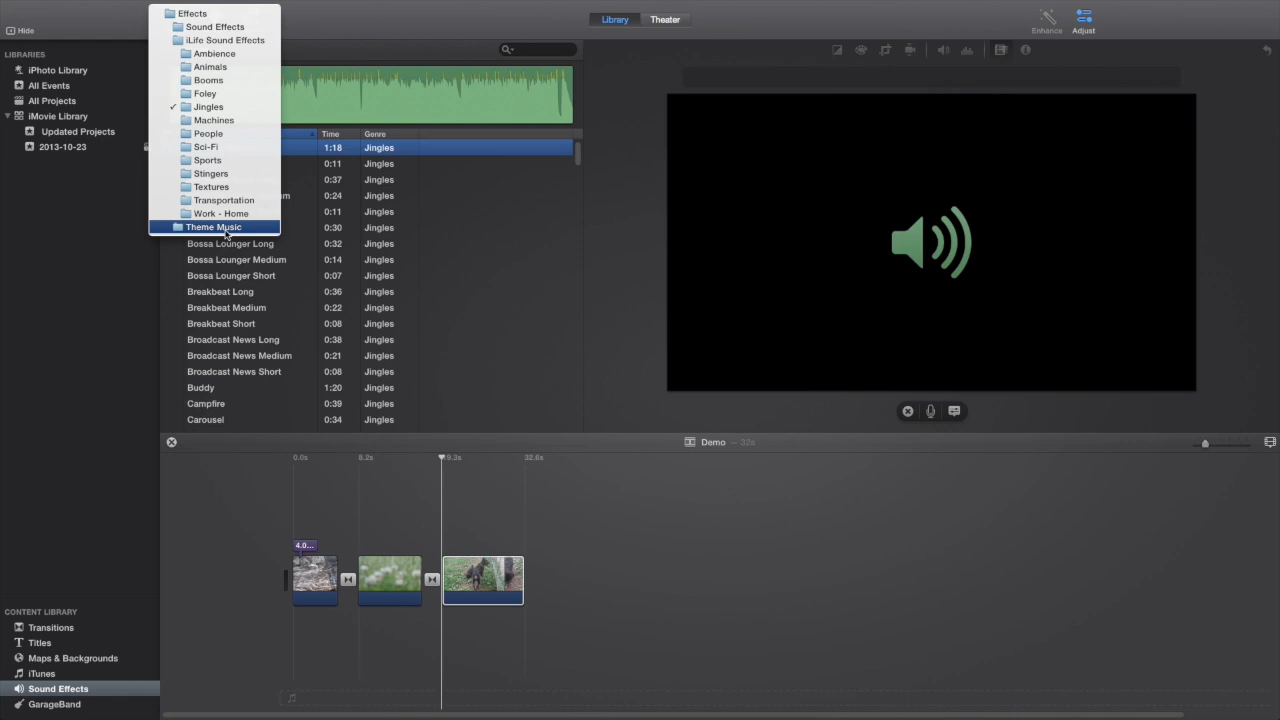 Hide
Library
Theater
Enhance
Adjust
Effects
Sound Effects
iLife Sound Effects
Ambience
Animals
Booms
Foley
✓ Jingles
Machines
People
Sci-Fi
Sports
Stingers
Textures
Transportation
Work - Home
Theme Music
LIBRARIES
iPhoto Library
All Events
All Projects
iMovie Library
Updated Projects
2013-10-23
Time Genre
1:18 Jingles
0:11 Jingles
0:37 Jingles
0:24 Jingles
0:11 Jingles
0:30 Jingles
Bossa Lounger Long 0:32 Jingles
Bossa Lounger Medium 0:14 Jingles
Bossa Lounger Short 0:07 Jingles
Breakbeat Long 0:36 Jingles
Breakbeat Medium 0:22 Jingles
Breakbeat Short 0:08 Jingles
Broadcast News Long 0:38 Jingles
Broadcast News Medium 0:21 Jingles
Broadcast News Short 0:08 Jingles
Buddy 1:20 Jingles
Campfire 0:39 Jingles
Carousel 0:34 Jingles
Demo — 32s
0.0s 8.2s 9.3s 32.6s
4.0...
CONTENT LIBRARY
Transitions
Titles
Maps & Backgrounds
iTunes
Sound Effects
GarageBand